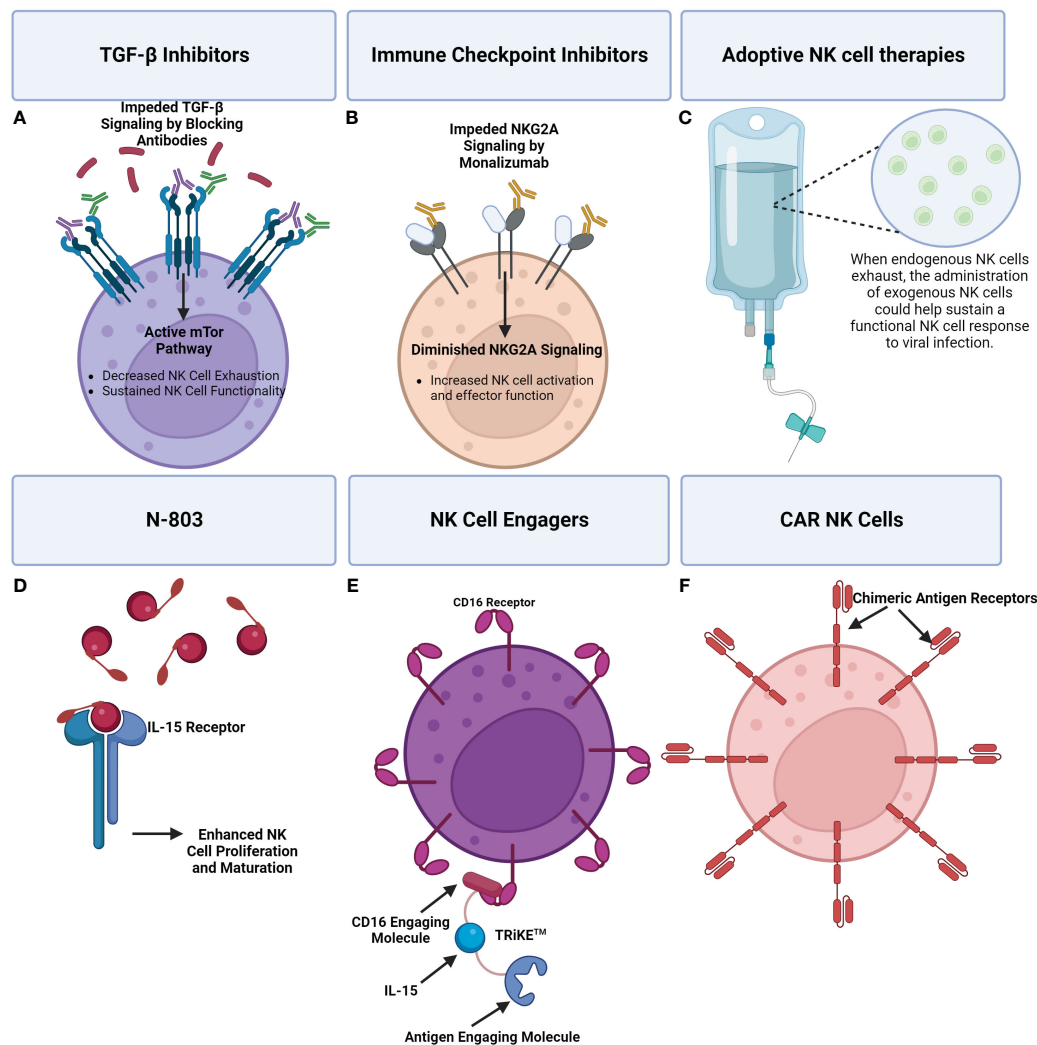 TGF-β Inhibitors
Immune Checkpoint Inhibitors
Adoptive NK cell therapies
A
Impeded TGF-β
Signaling by Blocking
Antibodies
Active mTor
Pathway
• Decreased NK Cell Exhaustion
• Sustained NK Cell Functionality
B
Impeded NKG2A
Signaling by
Monalizumab
Diminished NKG2A Signaling
• Increased NK cell activation
and effector function
C
When endogenous NK cells
exhaust, the administration
of exogenous NK cells
could help sustain a
functional NK cell response
to viral infection.
N-803
NK Cell Engagers
CAR NK Cells
D
IL-15 Receptor
Enhanced NK
Cell Proliferation
and Maturation
E
CD16 Receptor
CD16 Engaging
Molecule
TRiKE™
IL-15
Antigen Engaging Molecule
F
Chimeric Antigen Receptors